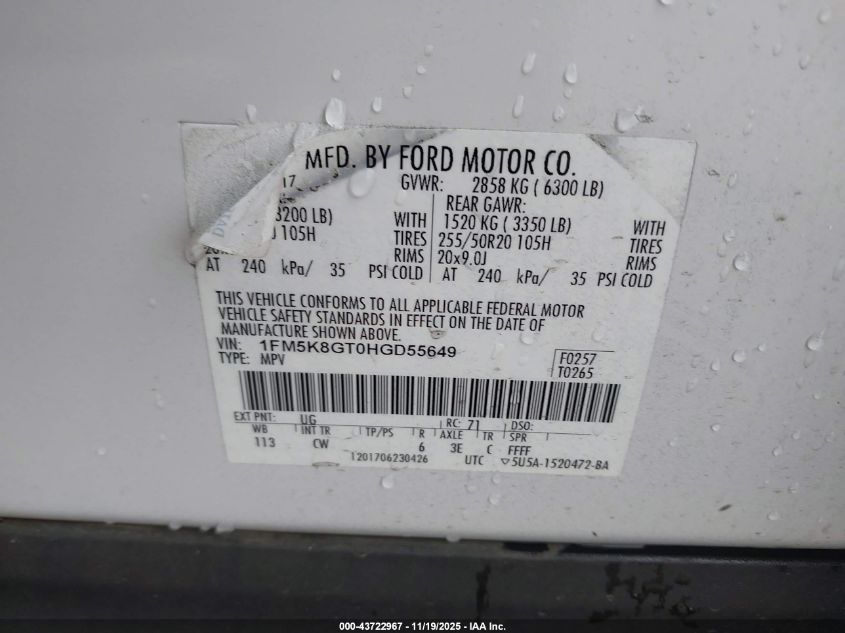 MFD. BY FORD MOTOR CO.
17 GVWR: 2858 KG ( 6300 LB)
REAR GAWR:
3200 LB) WITH 1520 KG ( 3350 LB) WITH
105H TIRES 255/50R20 105H TIRES
RIMS 20x9.0J RIMS
AT 240 kPa/ 35 PSI COLD AT 240 kPa/ 35 PSI COLD
THIS VEHICLE CONFORMS TO ALL APPLICABLE FEDERAL MOTOR
VEHICLE SAFETY STANDARDS IN EFFECT ON THE DATE OF
MANUFACTURE SHOWN ABOVE.
VIN: 1FM5K8GT0HGD55649
TYPE: MPV
F0257
T0265
EXT PNT: UG RC: 71 DSO:
WB INT TR TP/PS R AXLE TR SPR
113 CW 6 3E C FFFF
1201706230426 UTC ▽5U5A-1520472-BA
000-43722967 - 11/19/2025 - IAA Inc.